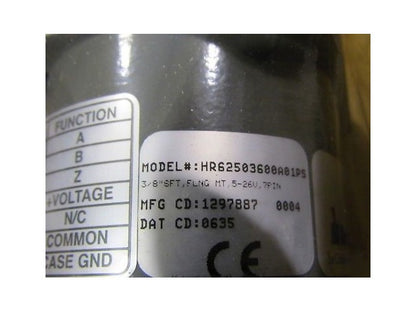 FUNCTION
A
B
Z
+VOLTAGE
N/C
COMMON
CASE GND
MODEL#:HR62503600A01PS
3/8"SFT,FLNG MT,5-26V,7PIN
MFG CD:1297887 0004
DAT CD:0635
CE